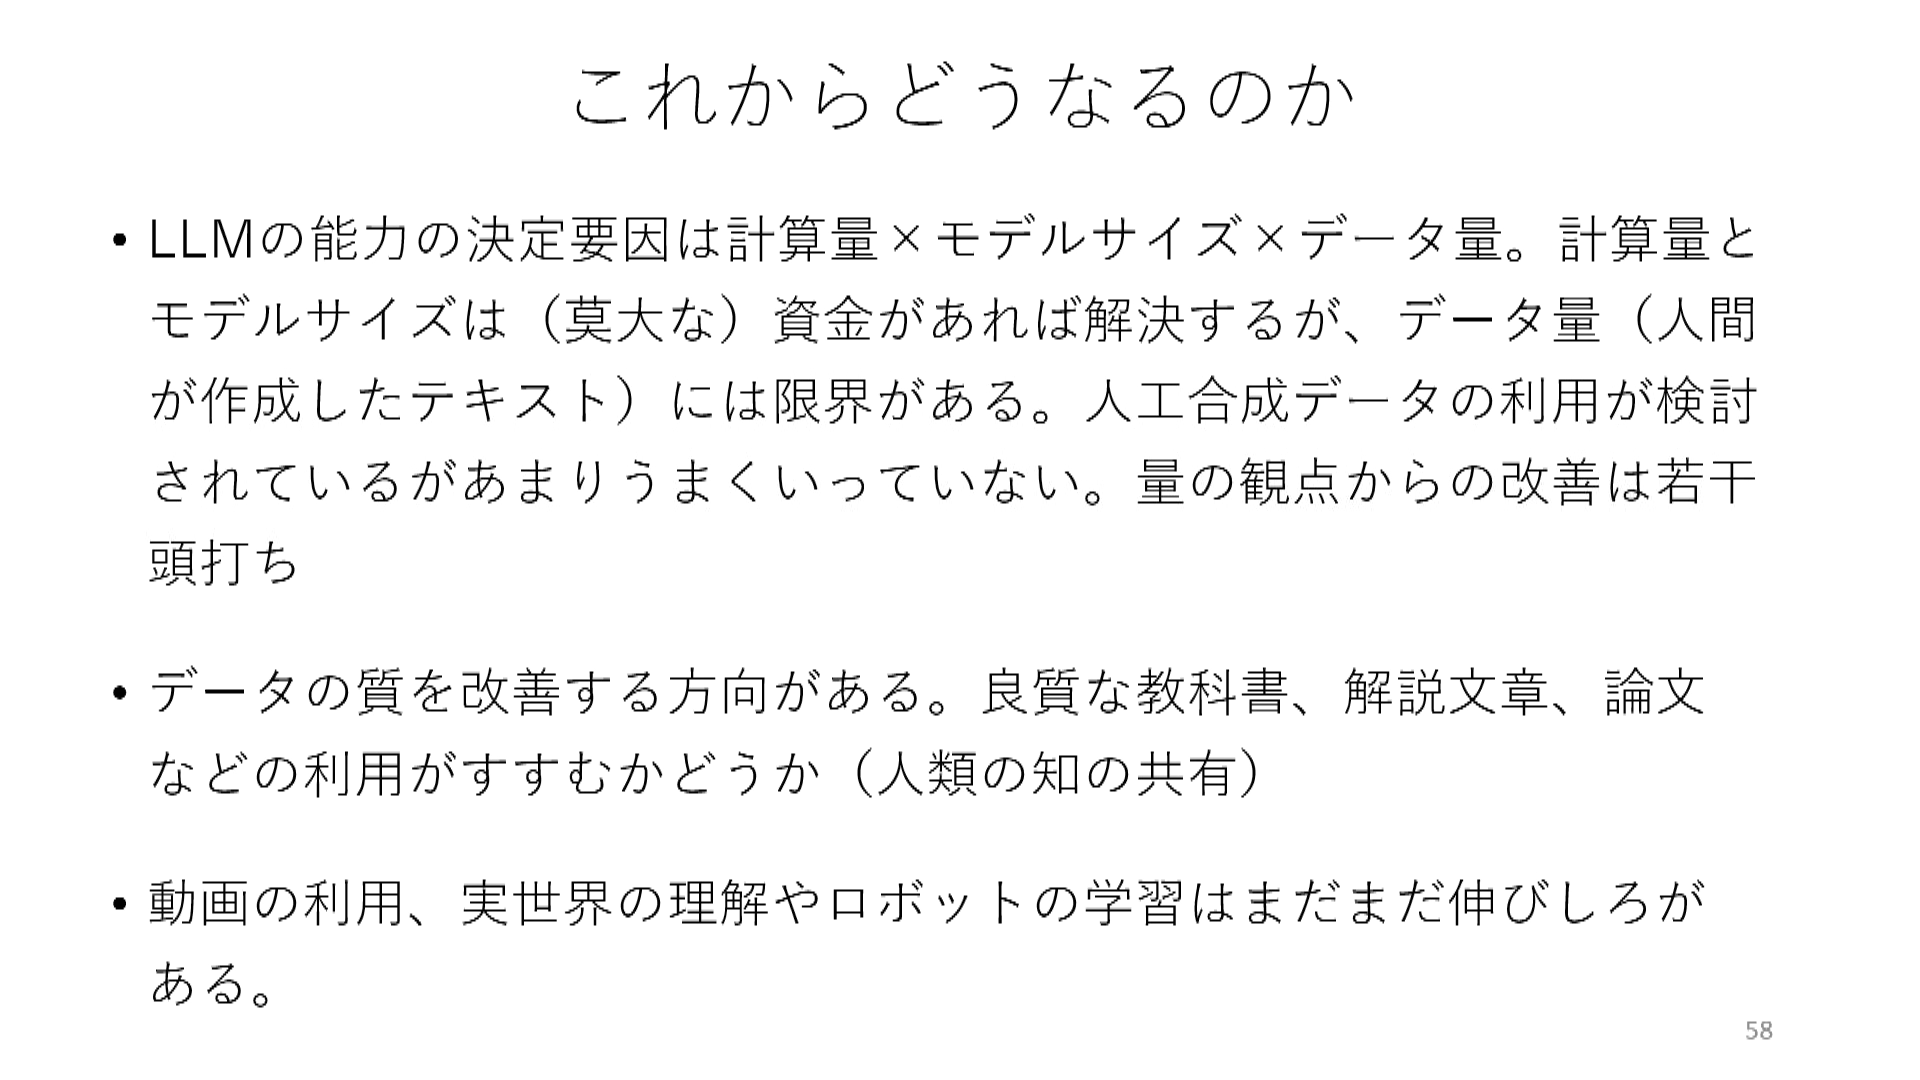 これからどうなるのか
• LLMの能力の決定要因は計算量×モデルサイズ×データ量。計算量と
モデルサイズは（莫大な）資金があれば解決するが、データ量（人間
が作成したテキスト）には限界がある。人工合成データの利用が検討
されているがあまりうまくいっていない。量の観点からの改善は若干
頭打ち
• データの質を改善する方向がある。良質な教科書、解説文章、論文
などの利用がすすむかどうか（人類の知の共有）
• 動画の利用、実世界の理解やロボットの学習はまだまだ伸びしろが
ある。
58